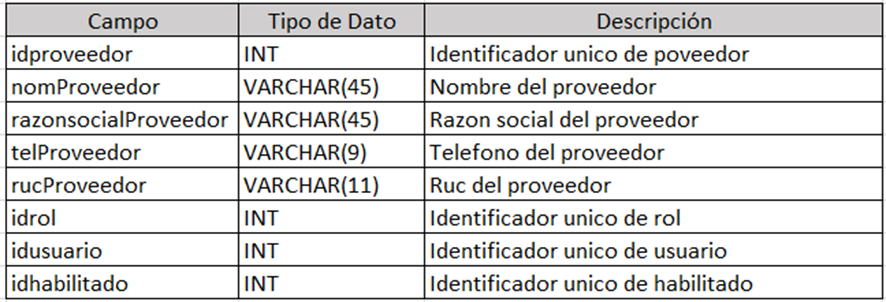 Campo Tipo de Dato Descripción
idproveedor INT Identificador unico de poveedor
nomProveedor VARCHAR(45) Nombre del proveedor
razonsocialProveedor VARCHAR(45) Razon social del proveedor
telProveedor VARCHAR(9) Telefono del proveedor
rucProveedor VARCHAR(11) Ruc del proveedor
idrol INT Identificador unico de rol
idusuario INT Identificador unico de usuario
idhabilitado INT Identificador unico de habilitado